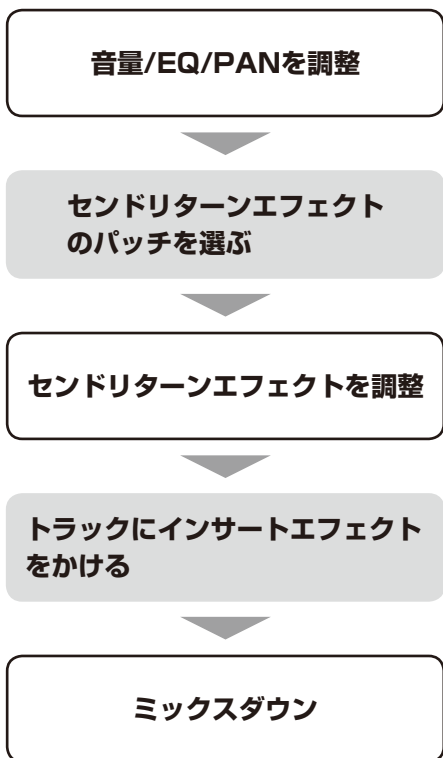 音量/EQ/PANを調整
センドリターンエフェクト
のパッチを選ぶ
センドリターンエフェクトを調整
トラックにインサートエフェクト
をかける
ミックスダウン